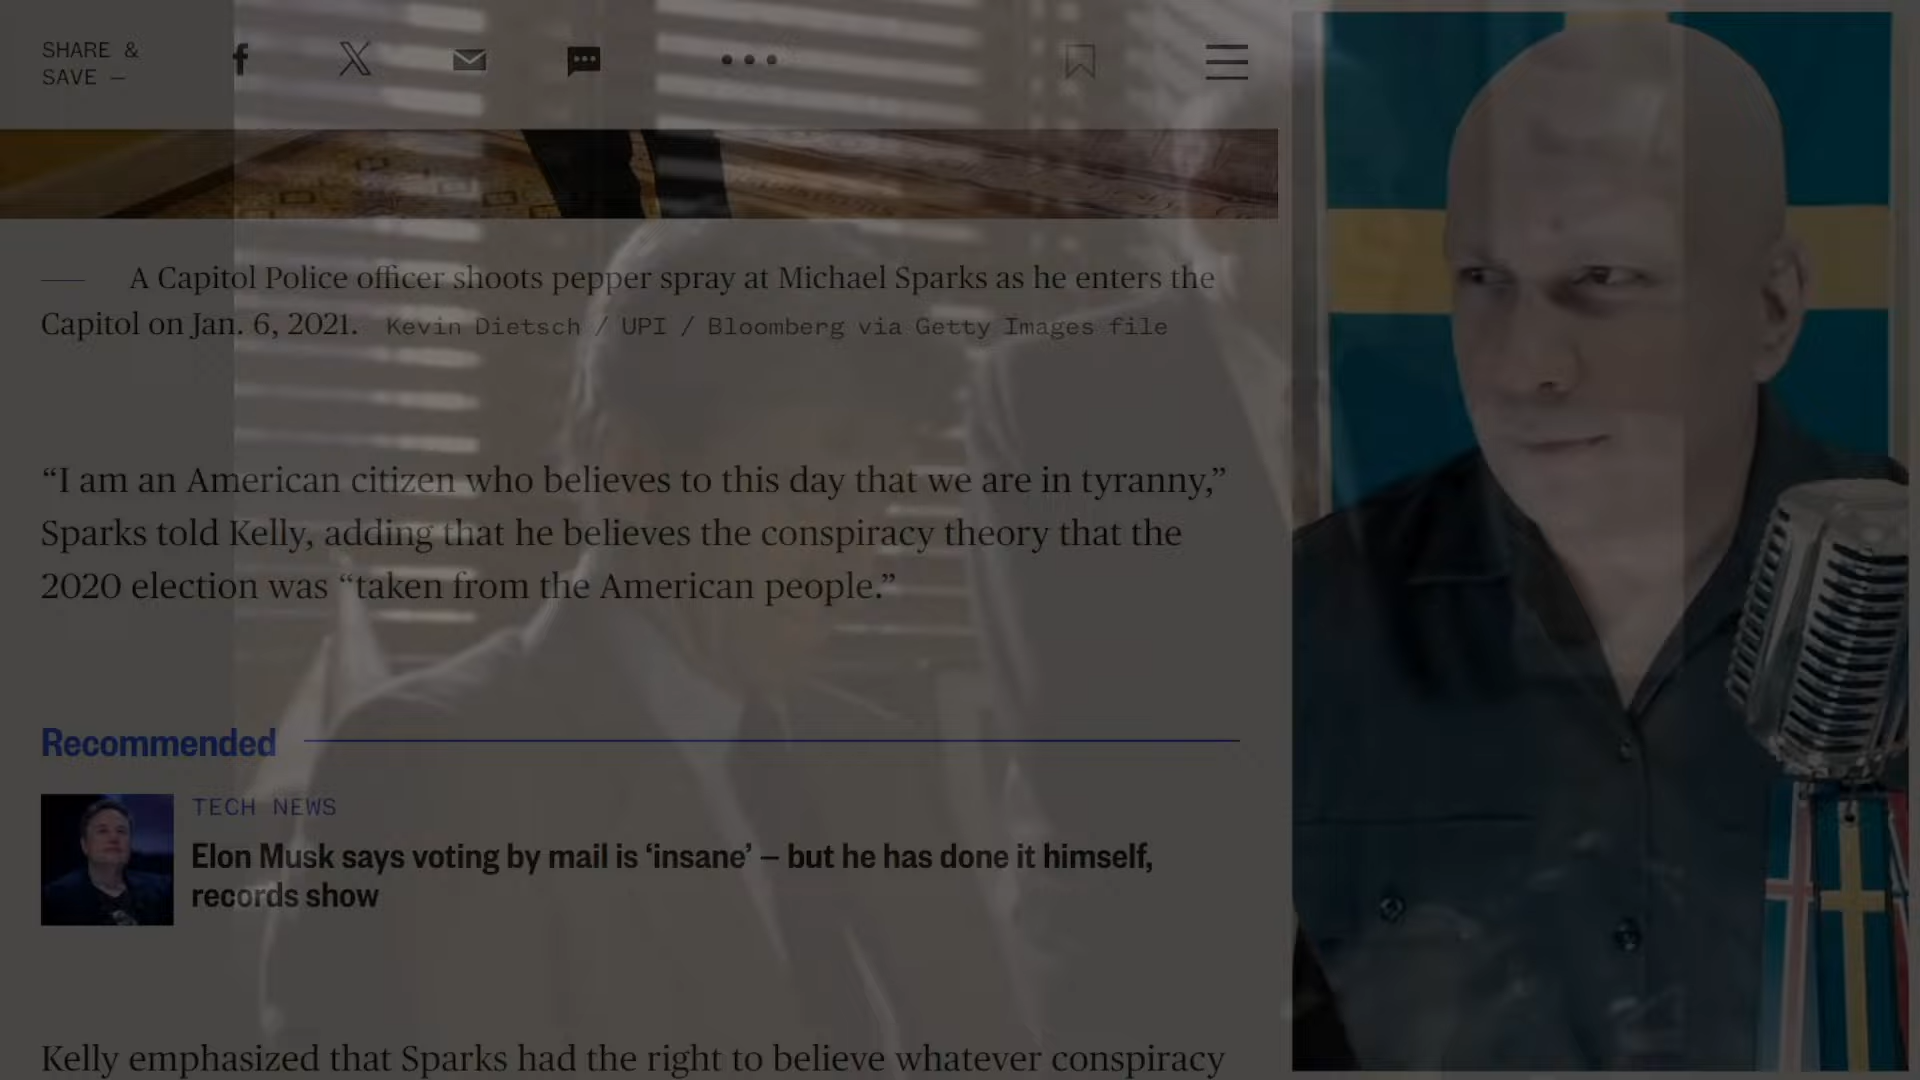 SHARE &
SAVE —
A Capitol Police officer shoots pepper spray at Michael Sparks as he enters the
Capitol on Jan. 6, 2021. Kevin Dietsch / UPI / Bloomberg via Getty Images file
“I am an American citizen who believes to this day that we are in tyranny,”
Sparks told Kelly, adding that he believes the conspiracy theory that the
2020 election was “taken from the American people.”
Recommended
TECH NEWS
Elon Musk says voting by mail is ‘insane’ — but he has done it himself,
records show
Kelly emphasized that Sparks had the right to believe whatever conspiracy